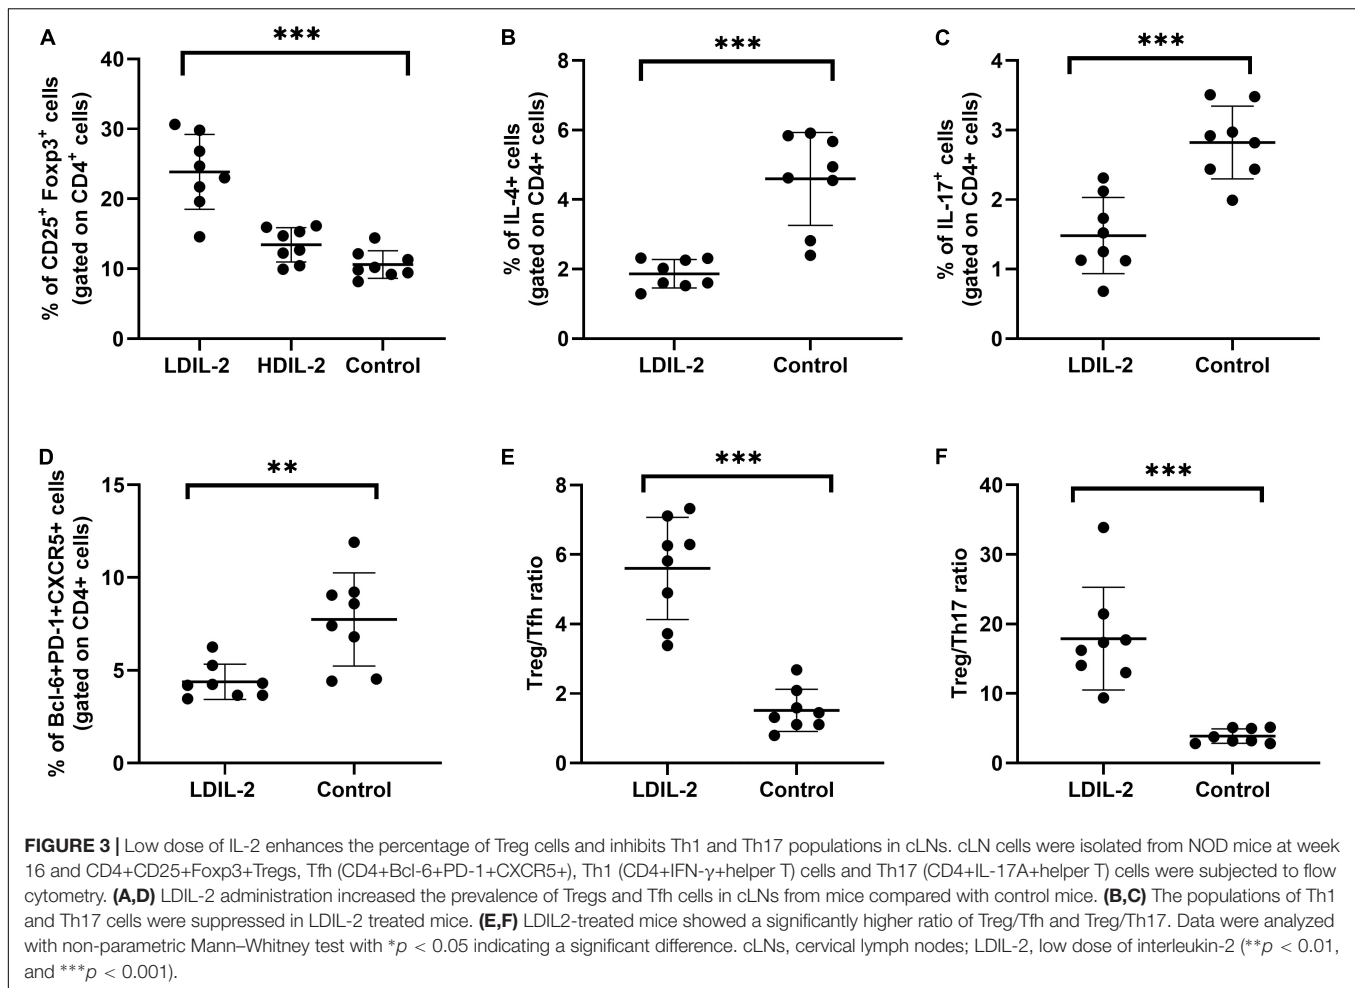 A
***
% of CD25+ Foxp3+ cells
(gated on CD4+ cells)
40
30
20
10
0
LDIL-2 HDIL-2 Control
B
***
% of IL-4+ cells
(gated on CD4+ cells)
8
6
4
2
0
LDIL-2 Control
C
***
% of IL-17+ cells
(gated on CD4+ cells)
4
3
2
1
0
LDIL-2 Control
D
**
% of Bcl-6+PD-1+CXCR5+ cells
(gated on CD4+ cells)
15
10
5
0
LDIL-2 Control
E
***
Treg/Tfh ratio
8
6
4
2
0
LDIL-2 Control
F
***
Treg/Th17 ratio
40
30
20
10
0
LDIL-2 Control
FIGURE 3 | Low dose of IL-2 enhances the percentage of Treg cells and inhibits Th1 and Th17 populations in cLNs. cLN cells were isolated from NOD mice at week
16 and CD4+CD25+Foxp3+Tregs, Tfh (CD4+Bcl-6+PD-1+CXCR5+), Th1 (CD4+IFN-γ+helper T) cells and Th17 (CD4+IL-17A+helper T) cells were subjected to flow
cytometry. (A,D) LDIL-2 administration increased the prevalence of Tregs and Tfh cells in cLNs from mice compared with control mice. (B,C) The populations of Th1
and Th17 cells were suppressed in LDIL-2 treated mice. (E,F) LDIL2-treated mice showed a significantly higher ratio of Treg/Tfh and Treg/Th17. Data were analyzed
with non-parametric Mann–Whitney test with *p < 0.05 indicating a significant difference. cLNs, cervical lymph nodes; LDIL-2, low dose of interleukin-2 (**p < 0.01,
and ***p < 0.001).